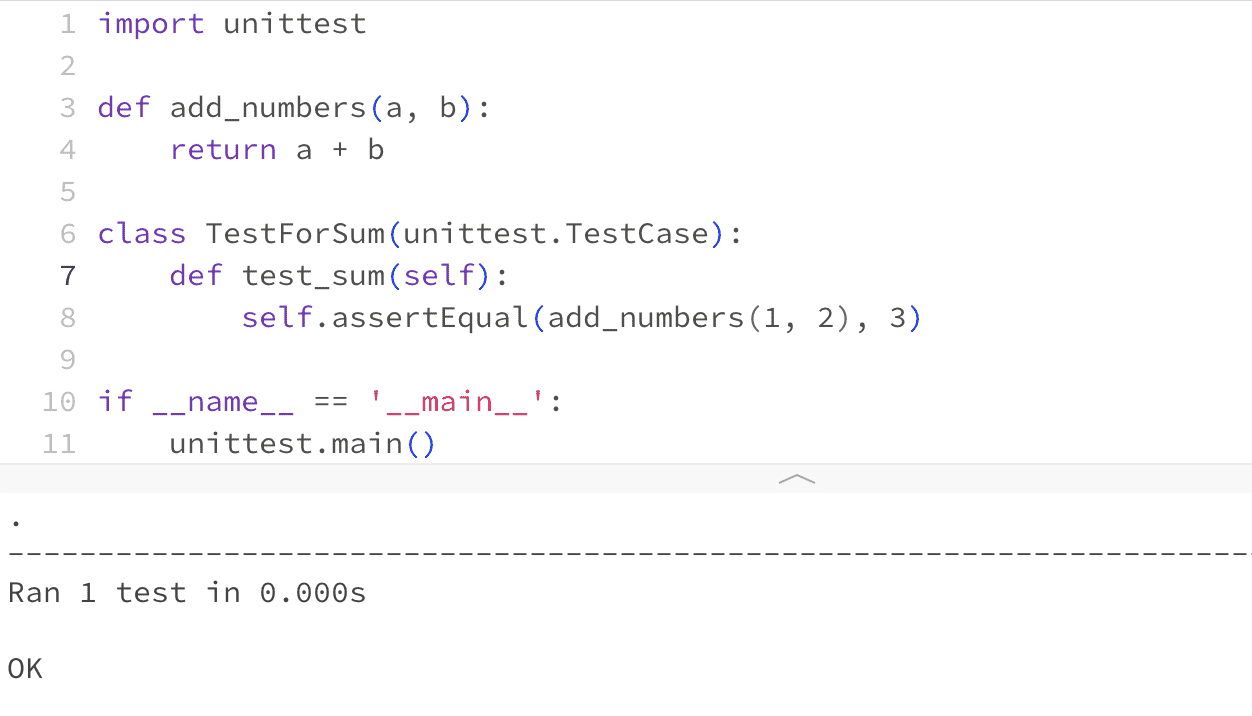 1 import unittest
2
3 def add_numbers(a, b):
4     return a + b
5
6 class TestForSum(unittest.TestCase):
7     def test_sum(self):
8         self.assertEqual(add_numbers(1, 2), 3)
9
10 if __name__ == '__main__':
11     unittest.main()
.
----------------------------------------------------------------------
Ran 1 test in 0.000s
OK